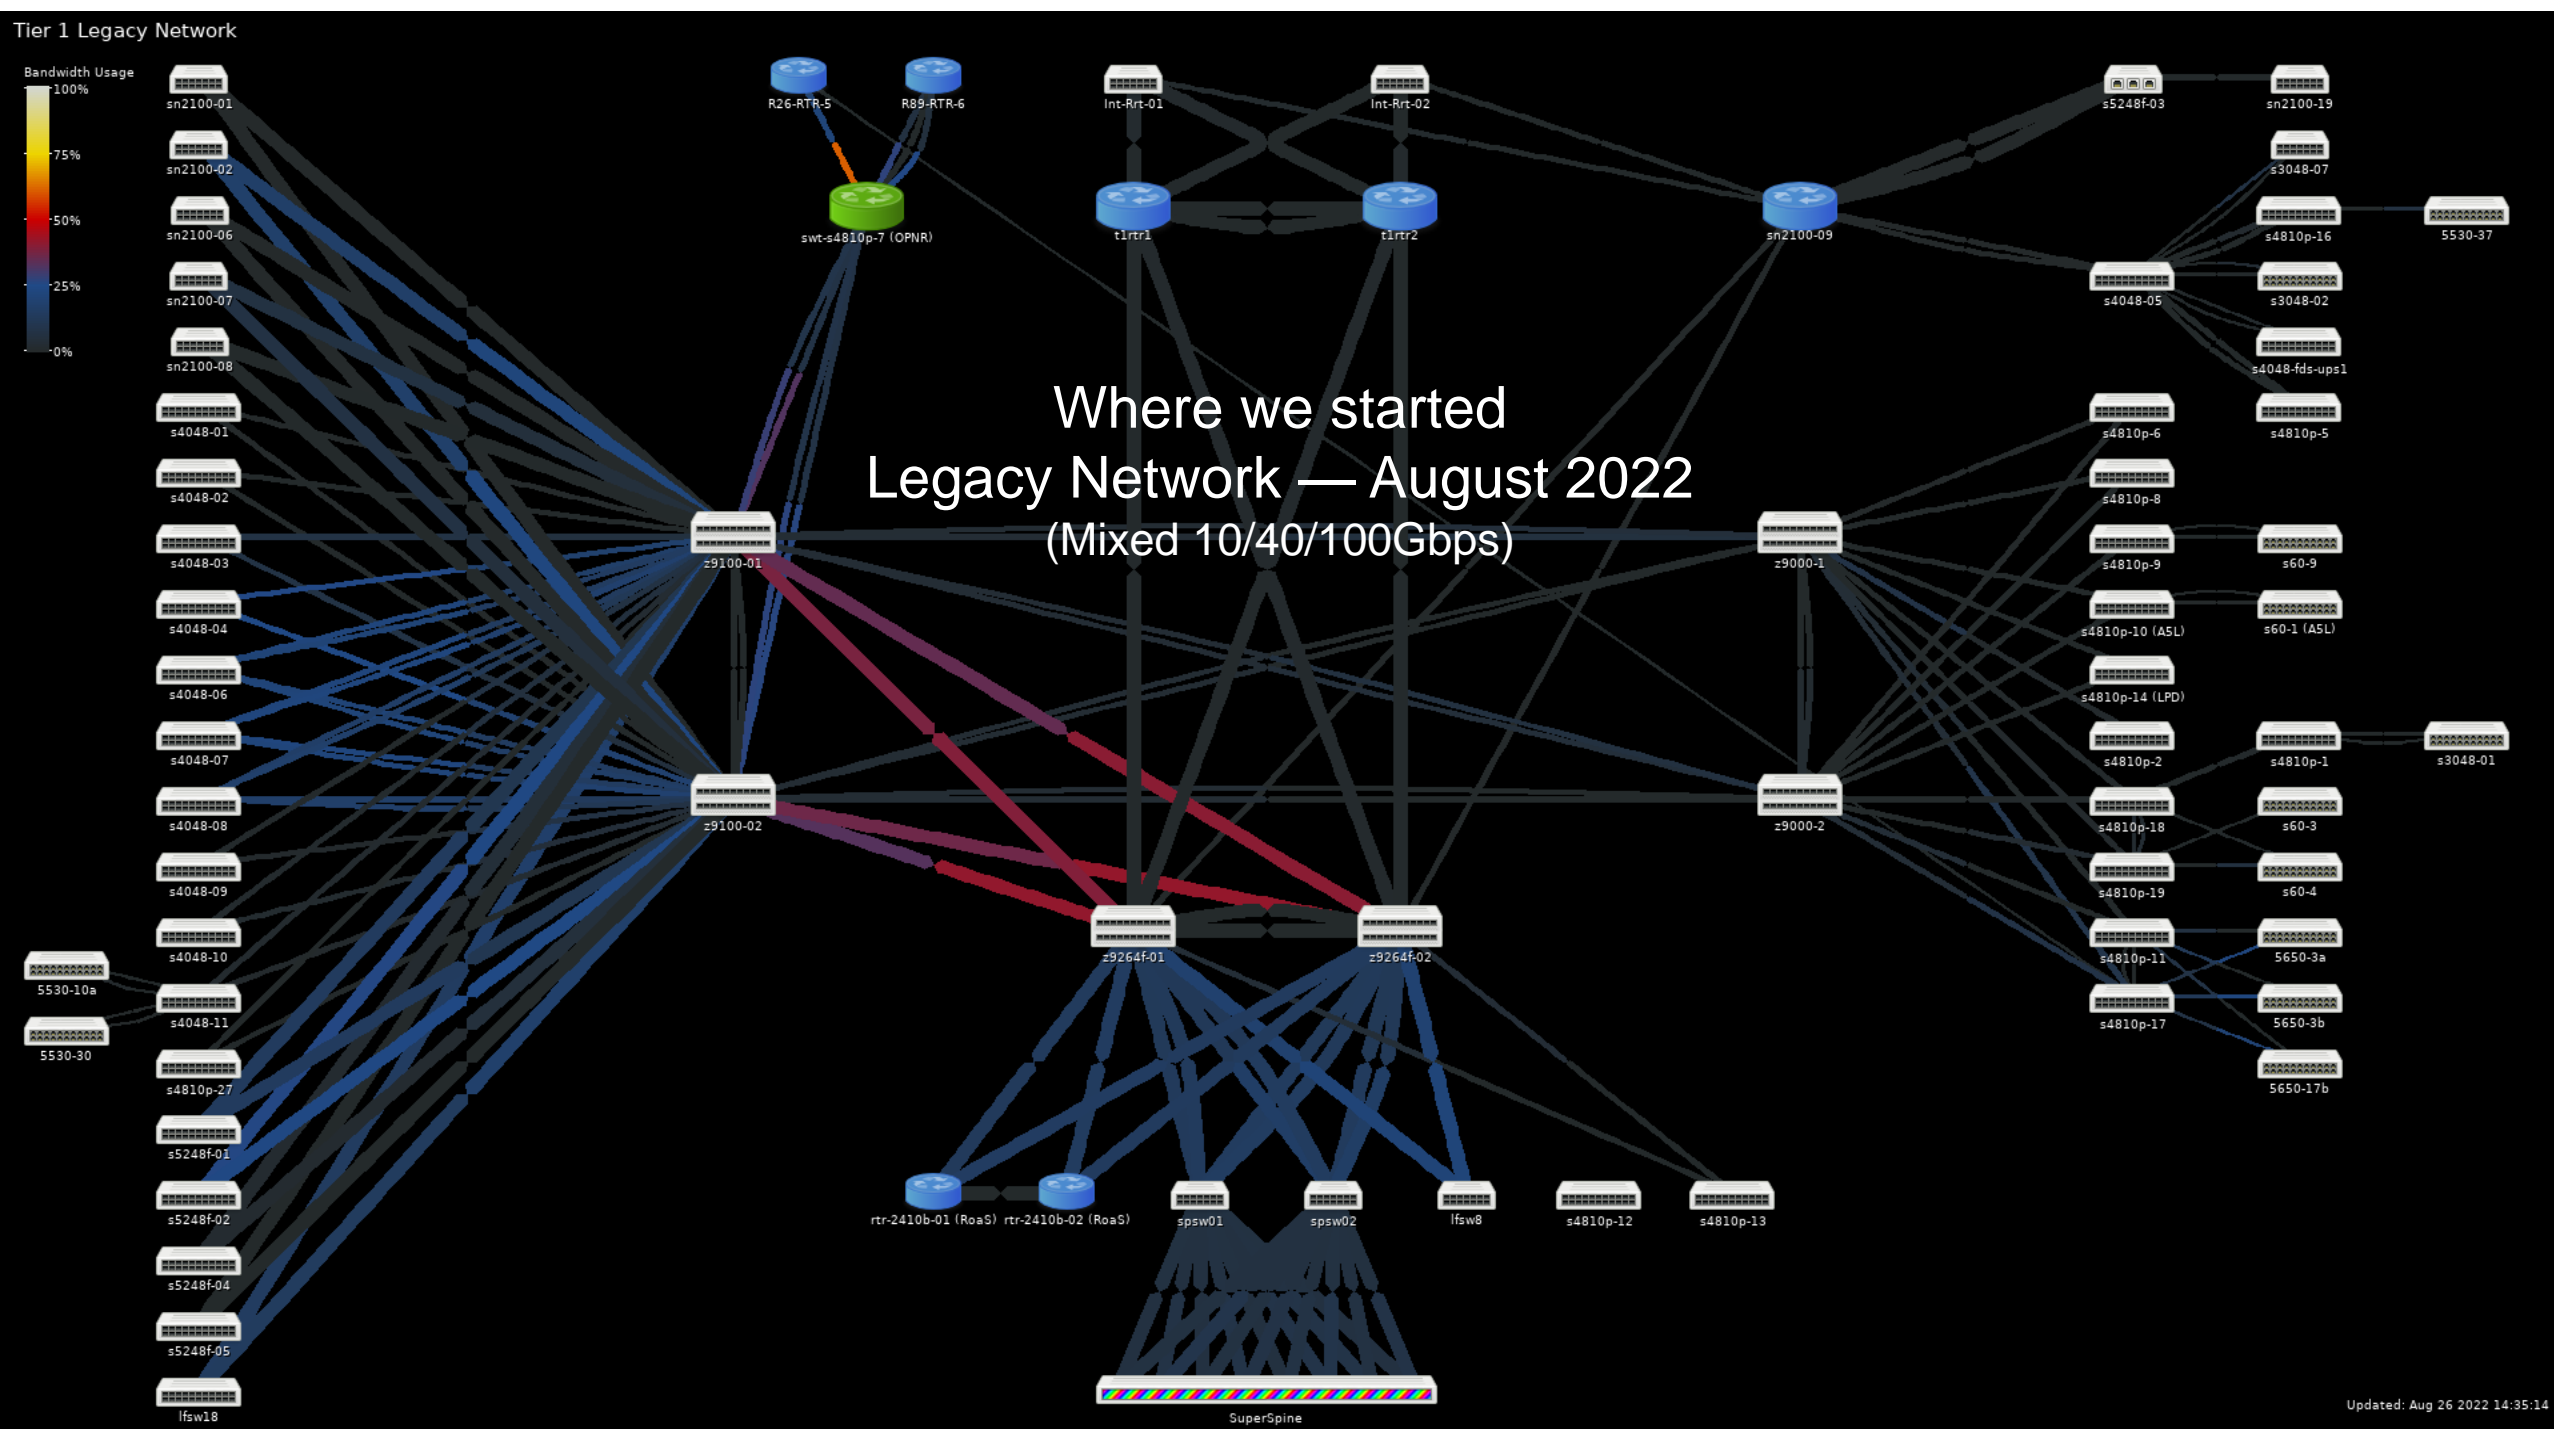 Tier 1 Legacy Network
Bandwidth Usage
100%
75%
50%
25%
0%
sn2100-01
sn2100-02
sn2100-06
sn2100-07
sn2100-08
s4048-01
s4048-02
s4048-03
s4048-04
s4048-06
s4048-07
s4048-08
s4048-09
s4048-10
s4048-11
s4810p-27
s5248f-01
s5248f-02
s5248f-04
s5248f-05
lfsw18
5530-10a
5530-30
R26-RTR-5
R89-RTR-6
swt-s4810p-7 (OPNR)
Int-Rrt-01
Int-Rrt-02
t1rtr1
t1rtr2
sn2100-09
Where we started
Legacy Network — August 2022
(Mixed 10/40/100Gbps)
z9100-01
z9100-02
z9000-1
z9000-2
z9264f-01
z9264f-02
rtr-2410b-01 (RoaS)
rtr-2410b-02 (RoaS)
spsw01
spsw02
lfsw8
s4810p-12
s4810p-13
SuperSpine
s5248f-03
sn2100-19
s3048-07
s4810p-16
5530-37
s4048-05
s3048-02
s4048-fds-ups1
s4810p-6
s4810p-5
s4810p-8
s4810p-9
s60-9
s4810p-10 (A5L)
s60-1 (A5L)
s4810p-14 (LPD)
s4810p-2
s4810p-1
s3048-01
s4810p-18
s60-3
s4810p-19
s60-4
s4810p-11
5650-3a
s4810p-17
5650-3b
5650-17b
Updated: Aug 26 2022 14:35:14